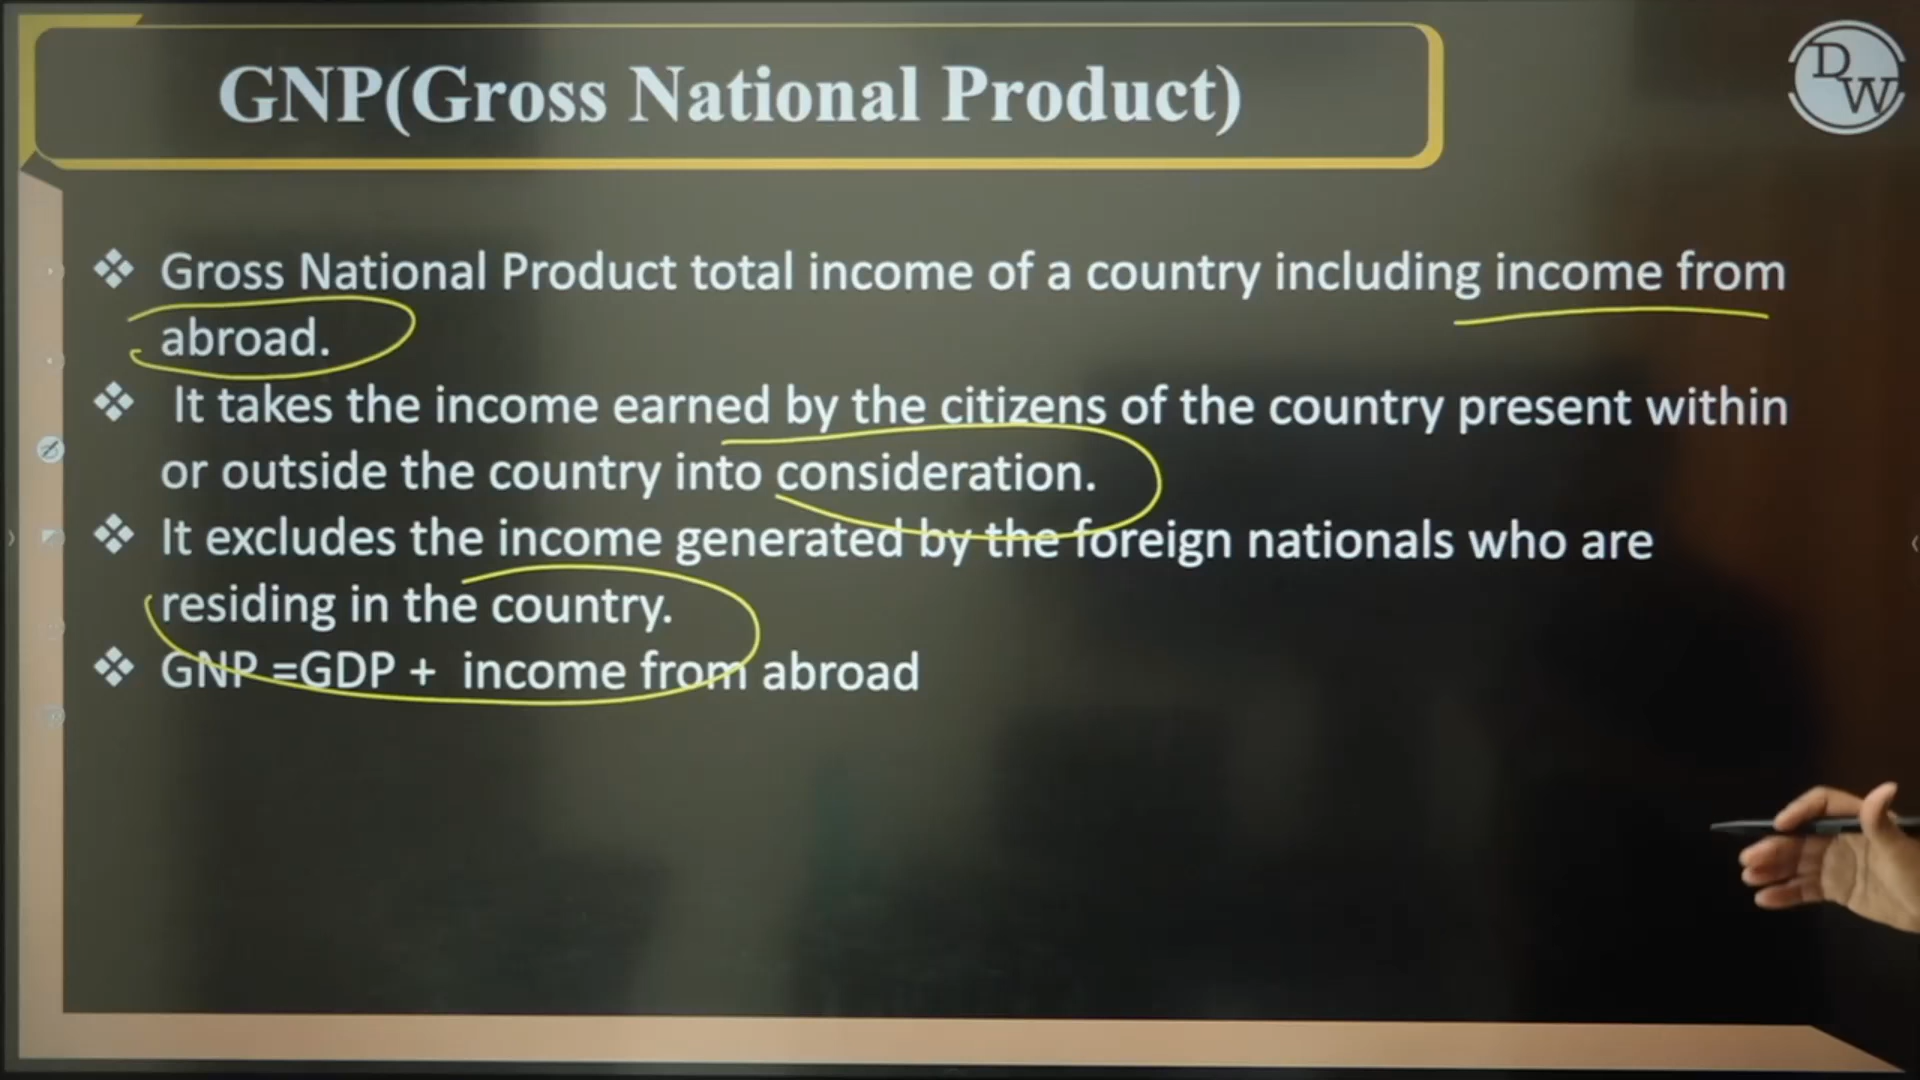 GNP(Gross National Product)
DW
❖ Gross National Product total income of a country including income from
abroad.
❖ It takes the income earned by the citizens of the country present within
or outside the country into consideration.
❖ It excludes the income generated by the foreign nationals who are
residing in the country.
❖ GNP =GDP + income from abroad